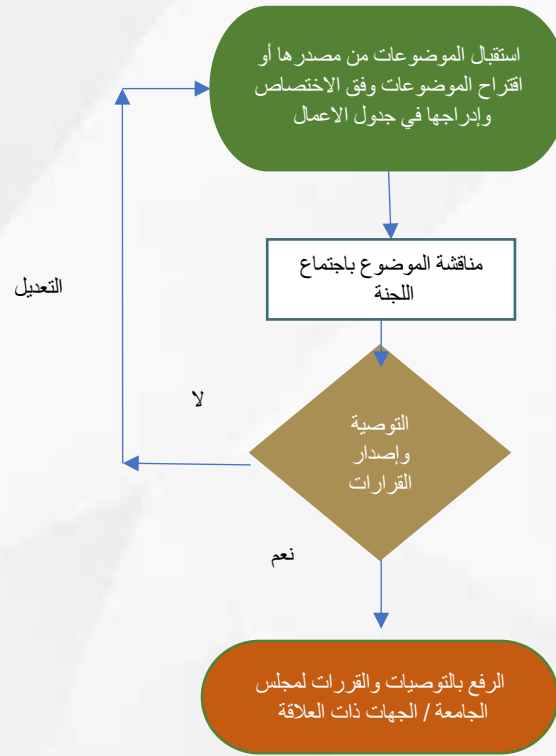 استقبال الموضوعات من مصدرها أو
اقتراح الموضوعات وفق الاختصاص
وإدراجها في جدول الاعمال
مناقشة الموضوع باجتماع
اللجنة
التعديل
لا
التوصية
وإصدار
القرارات
نعم
الرفع بالتوصيات والقررات لمجلس
الجامعة / الجهات ذات العلاقة